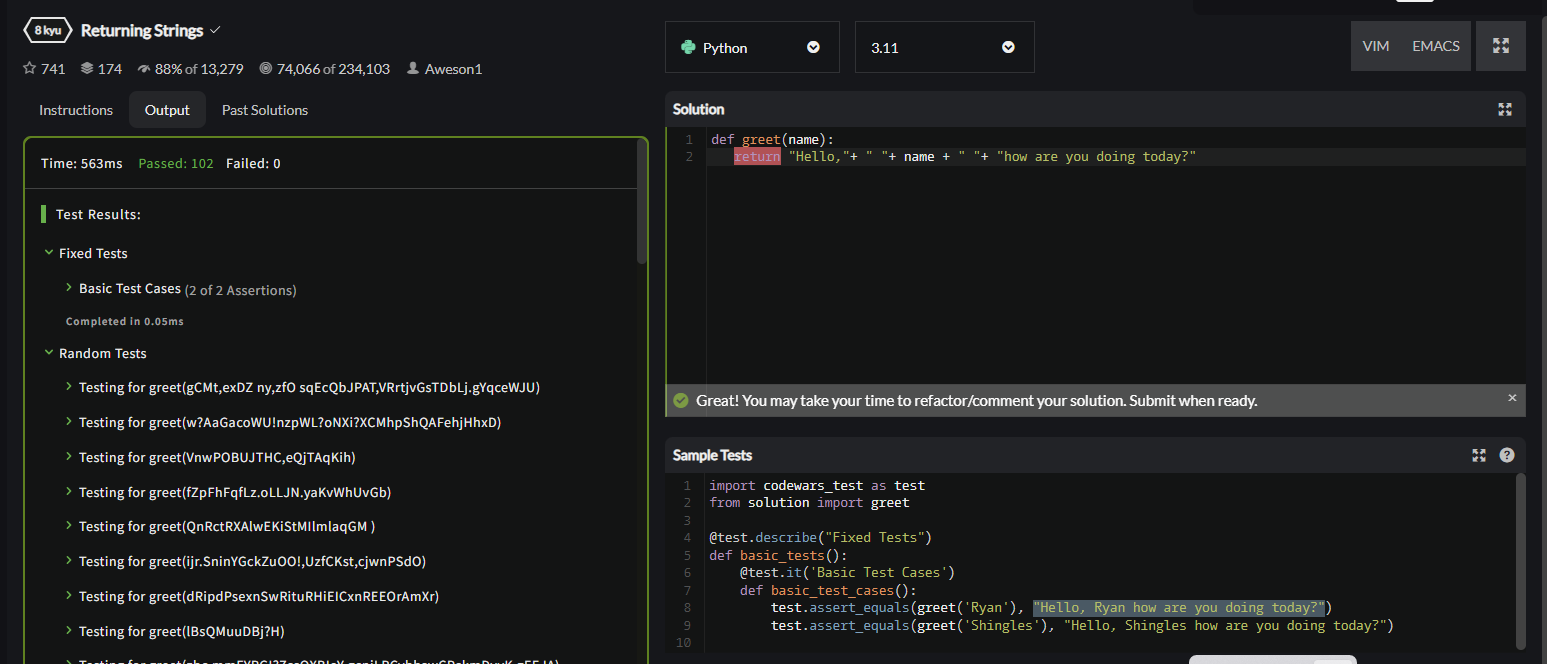 8 kyu Returning Strings
741 174 88% of 13,279 74,066 of 234,103 Aweson1
Instructions Output Past Solutions
Time: 563ms Passed: 102 Failed: 0
Test Results:
Fixed Tests
Basic Test Cases (2 of 2 Assertions)
Completed in 0.05ms
Random Tests
Testing for greet(gCMt,exDZ ny,zfO sqEcQbJPAT,VRrtjvGsTDbLj.gYqceWJU)
Testing for greet(w?AaGacoWU!nzpWL?oNXi?XCMhpShQAFehjHhxD)
Testing for greet(VnwPOBUJTHC,eQjTAqKih)
Testing for greet(fZpFhFqfLz.oLLJN.yaKvWhUvGb)
Testing for greet(QnRctRXAlwEKiStMIlmlaqGM )
Testing for greet(ijr.SninYGckZuOO!,UzfCKst,cjwnPSdO)
Testing for greet(dRipdPsexnSwRituRHiEICxnREEOrAmXr)
Testing for greet(lBsQMuuDBj?H)
Python 3.11 VIM EMACS
Solution
1 def greet(name):
2 return "Hello,"+ " "+ name + " "+ "how are you doing today?"
Great! You may take your time to refactor/comment your solution. Submit when ready.
Sample Tests
1 import codewars_test as test
2 from solution import greet
3
4 @test.describe("Fixed Tests")
5 def basic_tests():
6 @test.it('Basic Test Cases')
7 def basic_test_cases():
8 test.assert_equals(greet('Ryan'), "Hello, Ryan how are you doing today?")
9 test.assert_equals(greet('Shingles'), "Hello, Shingles how are you doing today?")
10